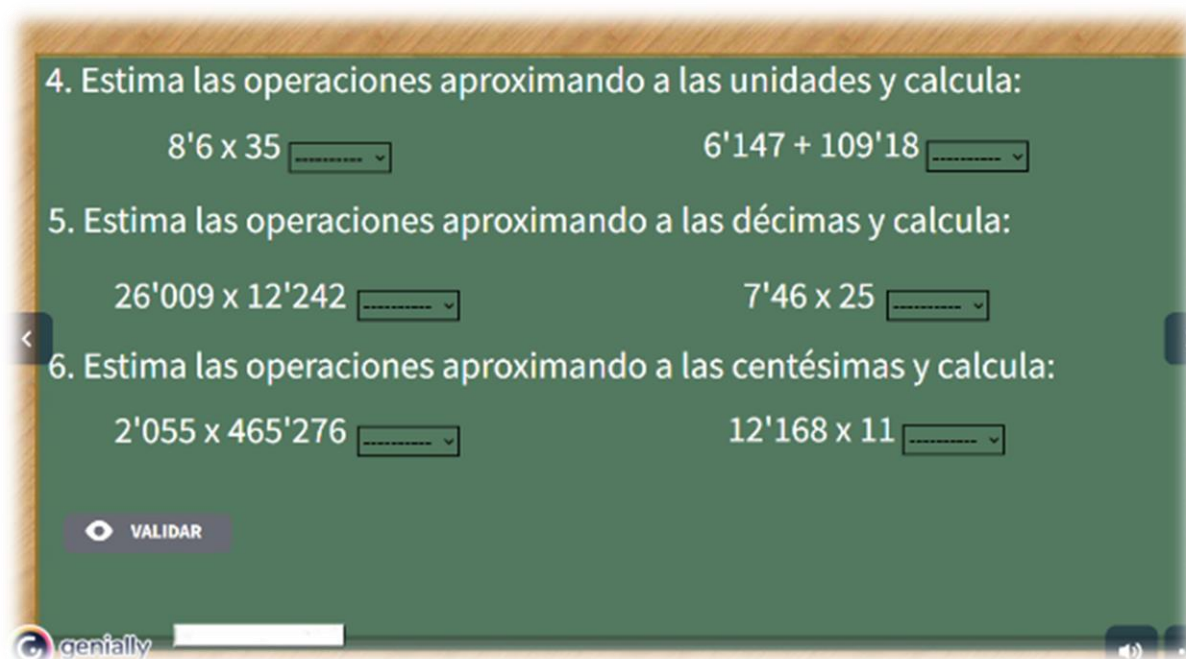 4. Estima las operaciones aproximando a las unidades y calcula:
8'6 x 35 ---------- 6'147 + 109'18 ----------
5. Estima las operaciones aproximando a las décimas y calcula:
26'009 x 12'242 ---------- 7'46 x 25 ----------
6. Estima las operaciones aproximando a las centésimas y calcula:
2'055 x 465'276 ---------- 12'168 x 11 ----------
VALIDAR
genially